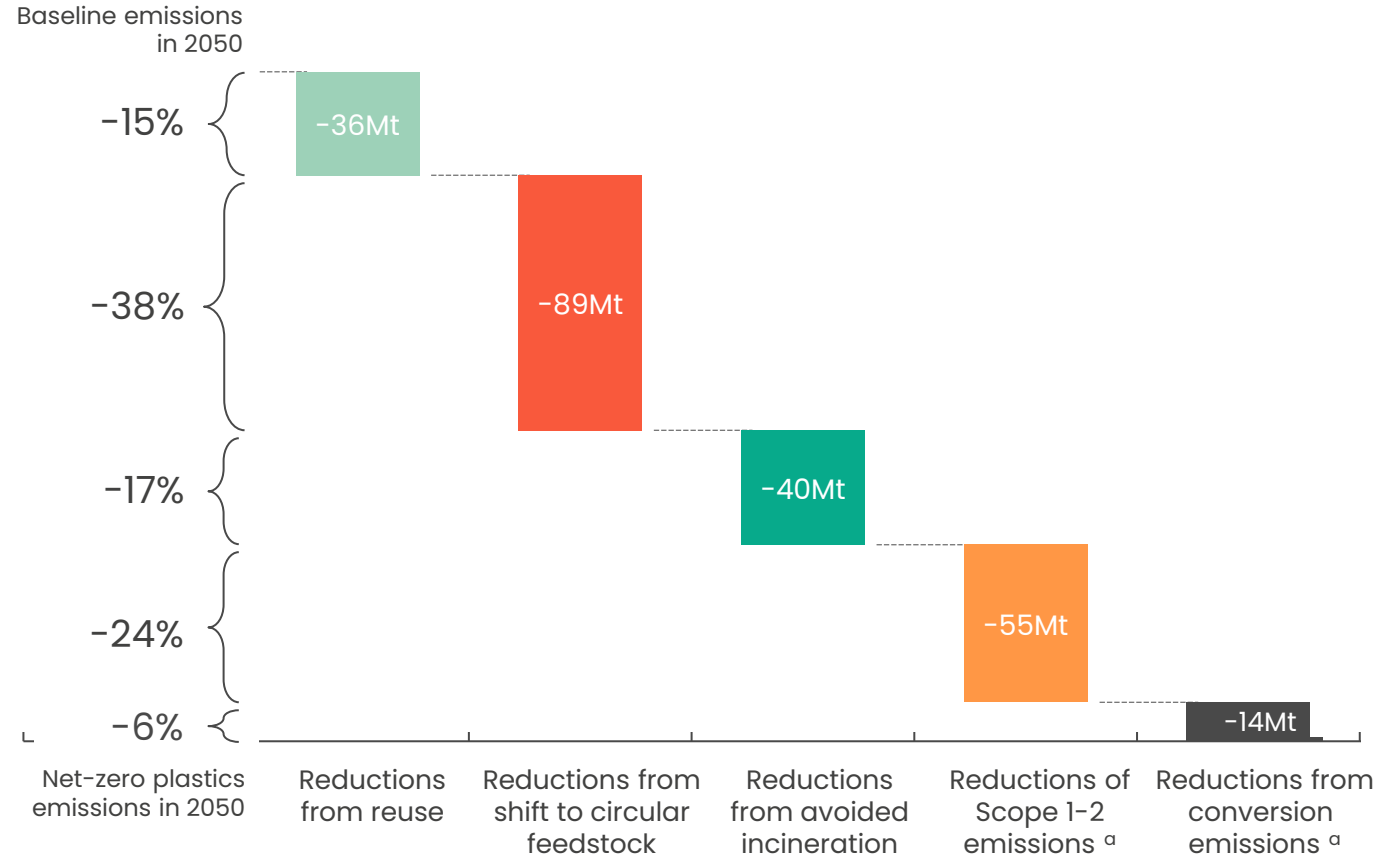 Baseline emissions
in 2050
-15%
-36Mt
-38%
-89Mt
-17%
-40Mt
-24%
-55Mt
-6%
-14Mt
Net-zero plastics
emissions in 2050
Reductions
from reuse
Reductions from
shift to circular
feedstock
Reductions
from avoided
incineration
Reductions of
Scope 1-2
emissions ᵃ
Reductions from
conversion
emissions ᵃ